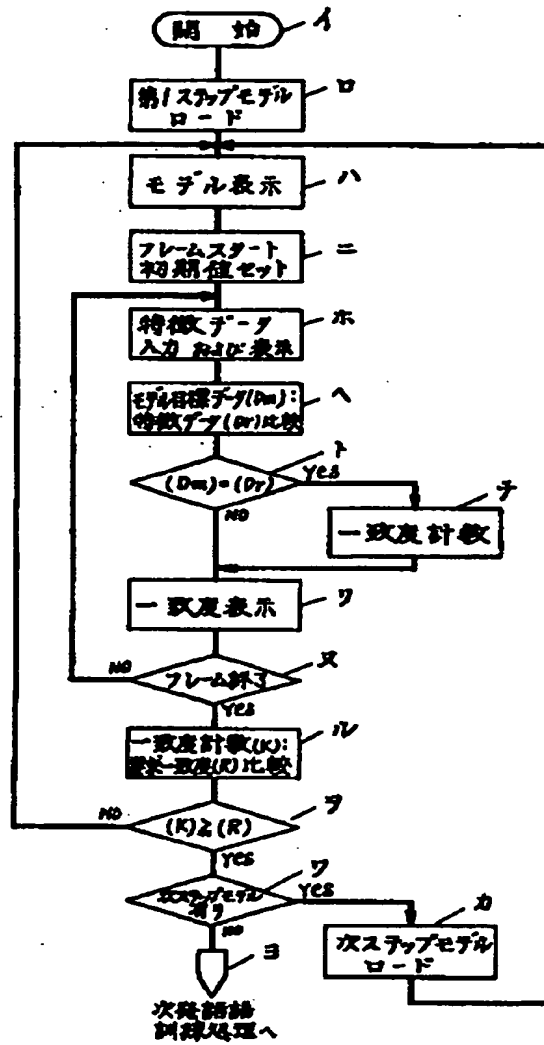 開始
イ
第1ステップモデル
ロード
ロ
モデル表示
ハ
フレームスタート
初期値セット
ニ
特徴データ
入力および表示
ホ
モデル目標データ(Dm):
特徴データ(Dr)比較
ヘ
(Dm)=(Dr)
ト
Yes
NO
一致度計数
チ
一致度表示
リ
フレーム終了
ヌ
NO
Yes
一致度計数(K):
一致度(R)比較
ル
(K)≧(R)
ヲ
NO
Yes
次ステップモデル
有り
ワ
Yes
NO
次ステップモデル
ロード
カ
ヨ
次発語語
訓練処理へ